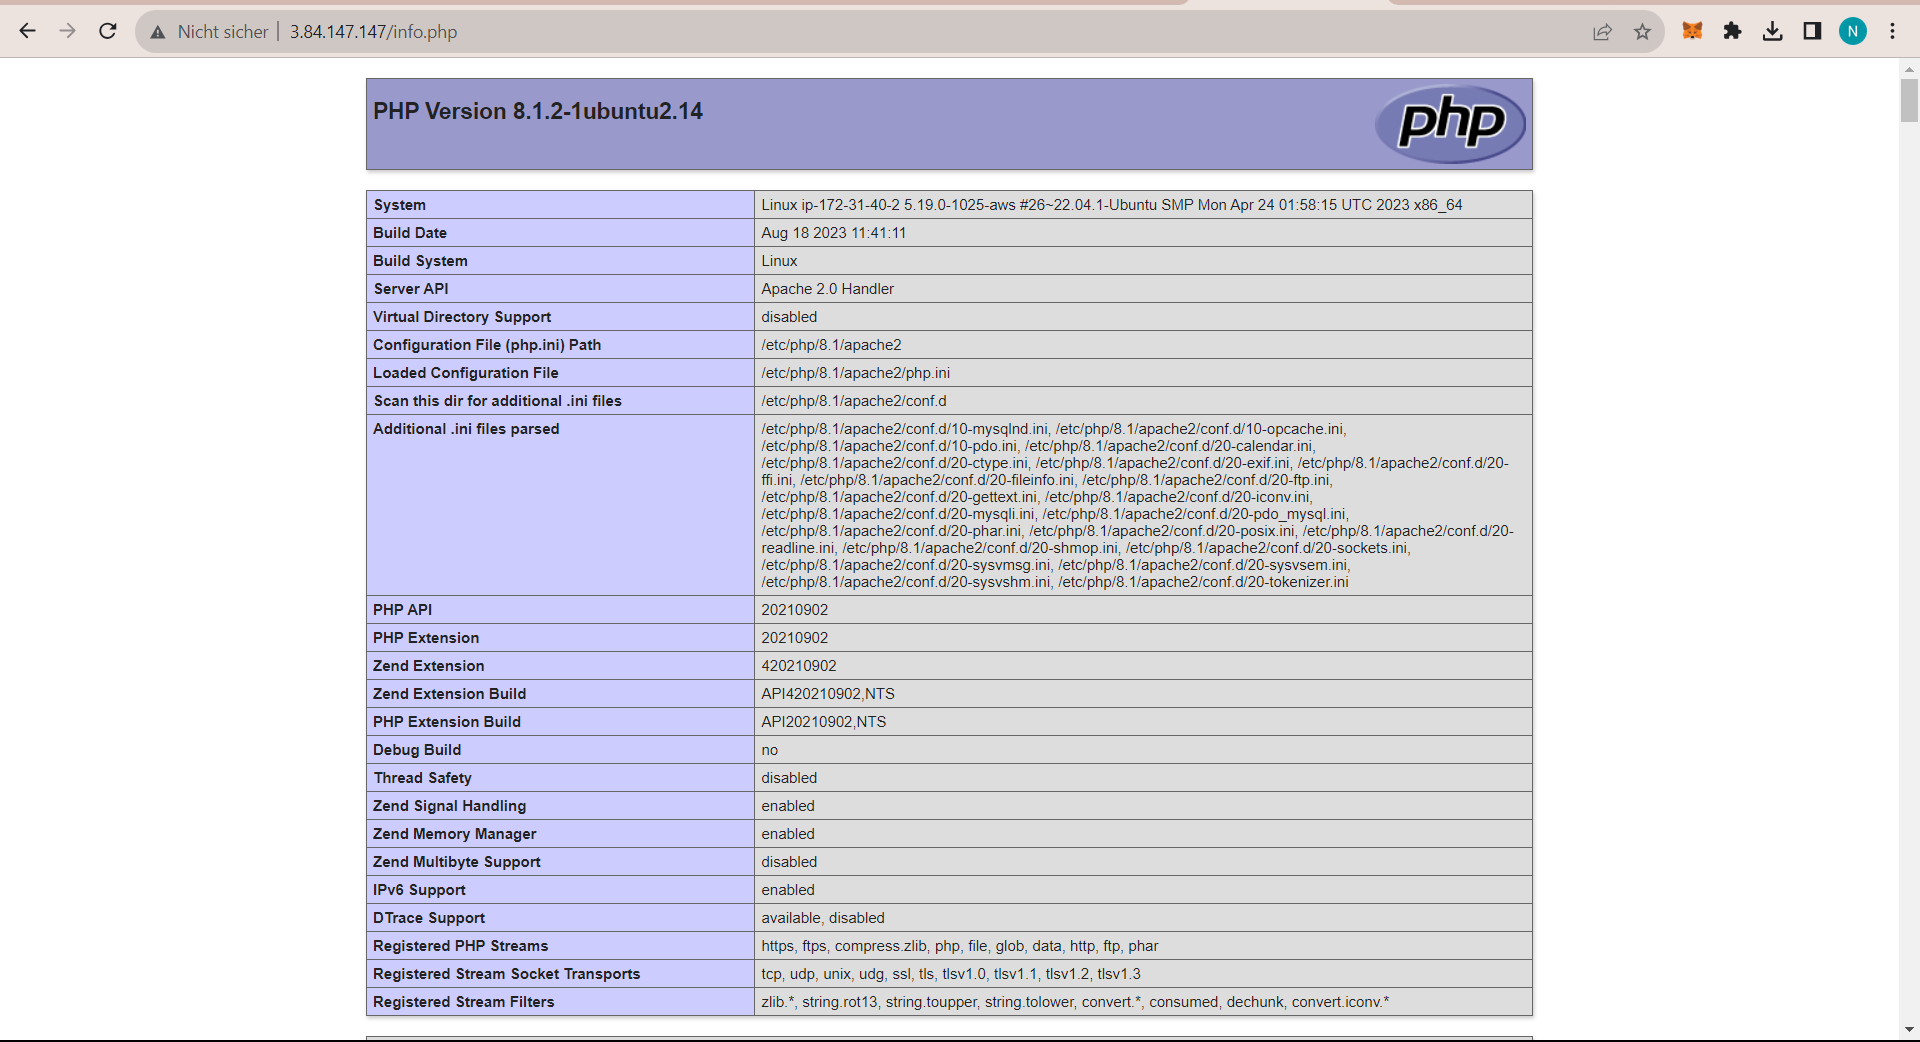 Nicht sicher | 3.84.147.147/info.php
N
PHP Version 8.1.2-1ubuntu2.14
php
System Linux ip-172-31-40-2 5.19.0-1025-aws #26~22.04.1-Ubuntu SMP Mon Apr 24 01:58:15 UTC 2023 x86_64
Build Date Aug 18 2023 11:41:11
Build System Linux
Server API Apache 2.0 Handler
Virtual Directory Support disabled
Configuration File (php.ini) Path /etc/php/8.1/apache2
Loaded Configuration File /etc/php/8.1/apache2/php.ini
Scan this dir for additional .ini files /etc/php/8.1/apache2/conf.d
Additional .ini files parsed /etc/php/8.1/apache2/conf.d/10-mysqlnd.ini, /etc/php/8.1/apache2/conf.d/10-opcache.ini,
/etc/php/8.1/apache2/conf.d/10-pdo.ini, /etc/php/8.1/apache2/conf.d/20-calendar.ini,
/etc/php/8.1/apache2/conf.d/20-ctype.ini, /etc/php/8.1/apache2/conf.d/20-exif.ini, /etc/php/8.1/apache2/conf.d/20-
ffi.ini, /etc/php/8.1/apache2/conf.d/20-fileinfo.ini, /etc/php/8.1/apache2/conf.d/20-ftp.ini,
/etc/php/8.1/apache2/conf.d/20-gettext.ini, /etc/php/8.1/apache2/conf.d/20-iconv.ini,
/etc/php/8.1/apache2/conf.d/20-mysqli.ini, /etc/php/8.1/apache2/conf.d/20-pdo_mysql.ini,
/etc/php/8.1/apache2/conf.d/20-phar.ini, /etc/php/8.1/apache2/conf.d/20-posix.ini, /etc/php/8.1/apache2/conf.d/20-
readline.ini, /etc/php/8.1/apache2/conf.d/20-shmop.ini, /etc/php/8.1/apache2/conf.d/20-sockets.ini,
/etc/php/8.1/apache2/conf.d/20-sysvmsg.ini, /etc/php/8.1/apache2/conf.d/20-sysvsem.ini,
/etc/php/8.1/apache2/conf.d/20-sysvshm.ini, /etc/php/8.1/apache2/conf.d/20-tokenizer.ini
PHP API 20210902
PHP Extension 20210902
Zend Extension 420210902
Zend Extension Build API420210902,NTS
PHP Extension Build API20210902,NTS
Debug Build no
Thread Safety disabled
Zend Signal Handling enabled
Zend Memory Manager enabled
Zend Multibyte Support disabled
IPv6 Support enabled
DTrace Support available, disabled
Registered PHP Streams https, ftps, compress.zlib, php, file, glob, data, http, ftp, phar
Registered Stream Socket Transports tcp, udp, unix, udg, ssl, tls, tlsv1.0, tlsv1.1, tlsv1.2, tlsv1.3
Registered Stream Filters zlib.*, string.rot13, string.toupper, string.tolower, convert.*, consumed, dechunk, convert.iconv.*